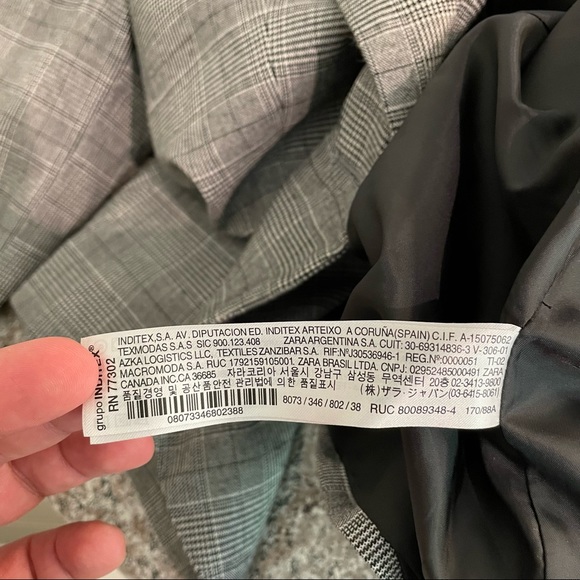 grupo INDITEX®
RN 77302
INDITEX,S.A. AV. DIPUTACION ED. INDITEX ARTEIXO A CORUÑA(SPAIN) C.I.F. A-15075062
TEXMODAS S.A.S SIC 900.123.408 ZARA ARGENTINA S.A. CUIT: 30-69314836-3 V-306-01
AZKA LOGISTICS LLC, TEXTILES ZANZIBAR S.A. RIF:Nº:J30536946-1 REG.Nº:0000051 TI-02
MACROMODA S.A. RUC 1792159105001. ZARA BRASIL LTDA. CNPJ: 02952485000491 ZARA
CANADA INC.CA 36685 자라코리아 서울시 강남구 삼성동 무역센터 20층 02-3413-9800
품질경영 및 공산품안전 관리법에 의한 품질표시 (株) ザラ・ジャパン(03-6415-8061)
08073346802388
8073 / 346 / 802 / 38 RUC 80089348-4 170/88A